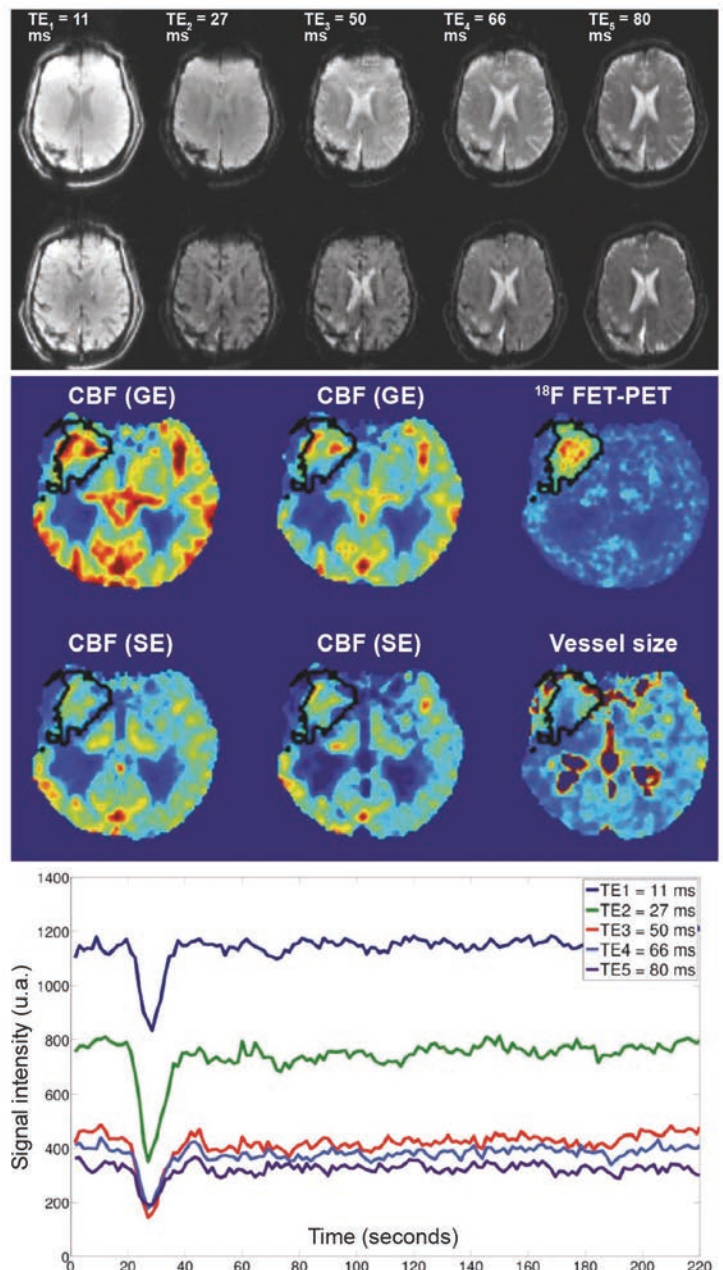 TE1 = 11 ms
TE2 = 27 ms
TE3 = 50 ms
TE4 = 66 ms
TE5 = 80 ms
CBF (GE)
CBF (GE)
18F FET-PET
CBF (SE)
CBF (SE)
Vessel size
1400
1200
1000
800
600
400
200
0
Signal intensity (u.a.)
TE1 = 11 ms
TE2 = 27 ms
TE3 = 50 ms
TE4 = 66 ms
TE5 = 80 ms
Time (seconds)
0 20 40 60 80 100 120 140 160 180 200 220